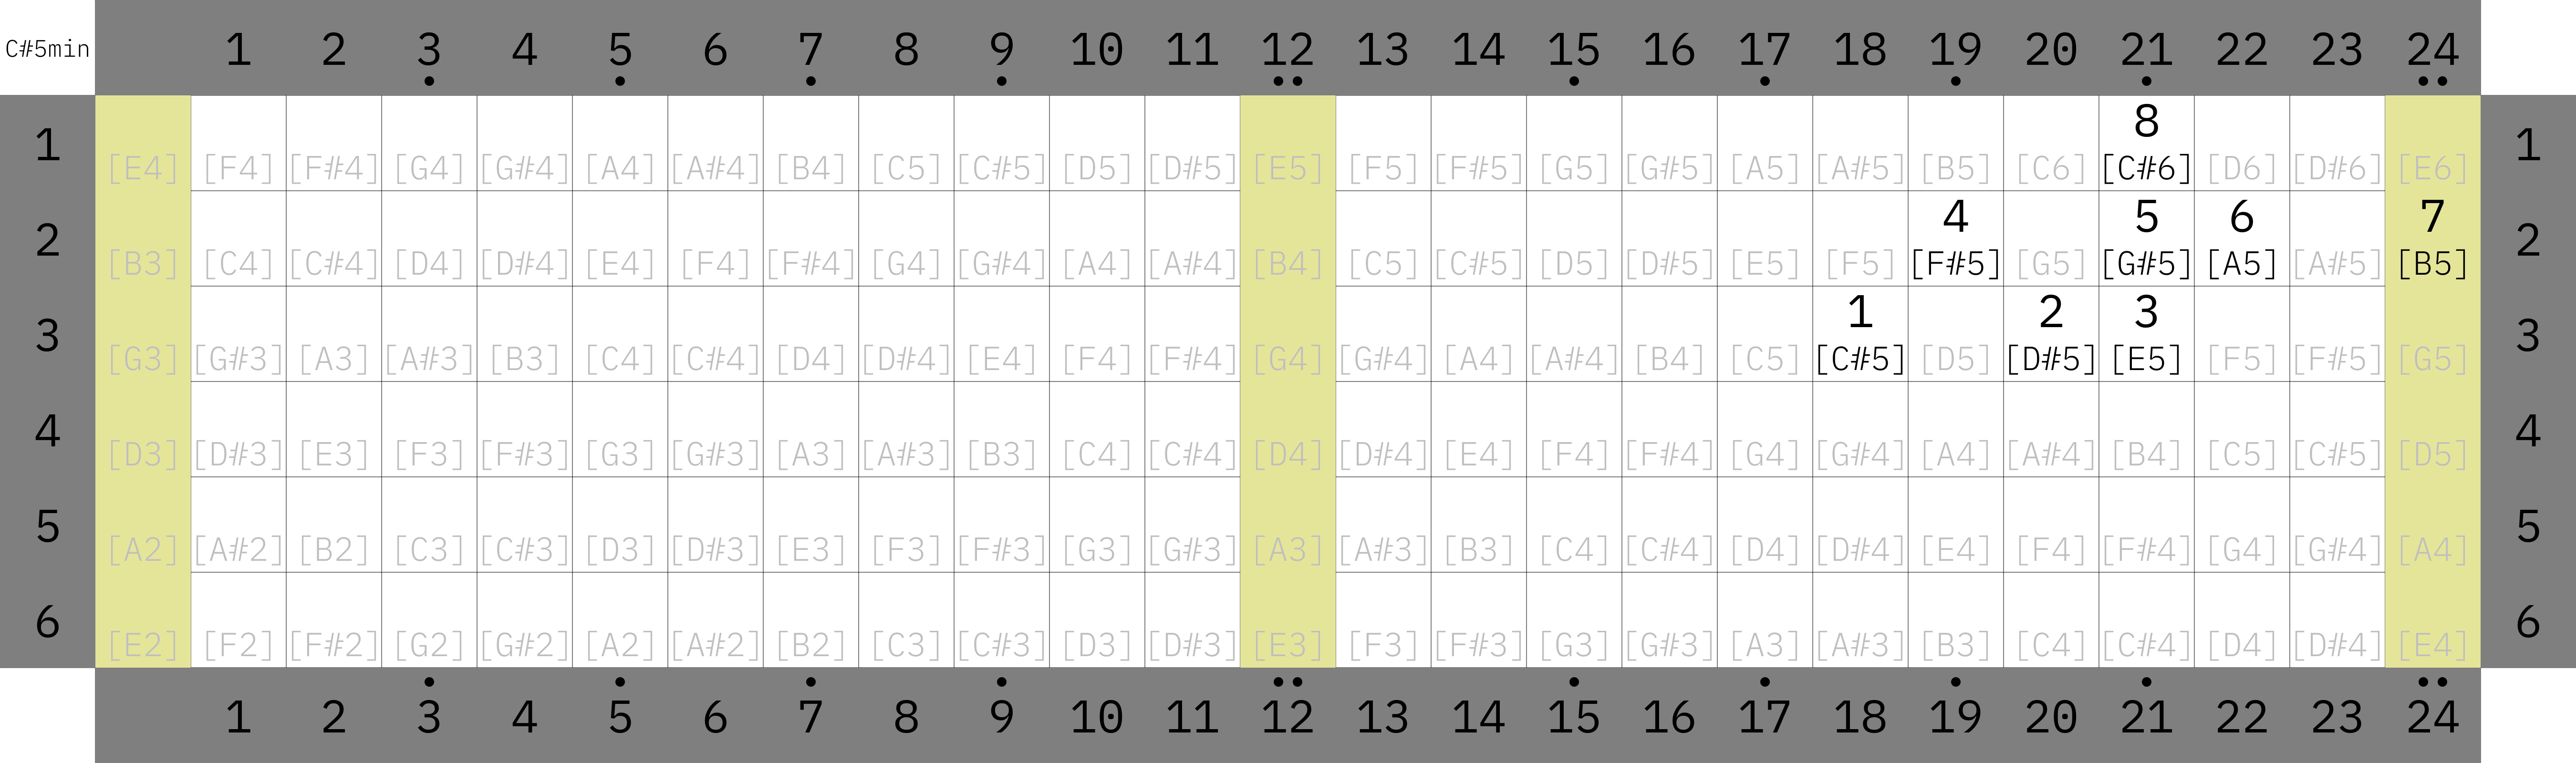 C#5min 1 2 3 4 5 6 7 8 9 10 11 12 13 14 15 16 17 18 19 20 21 22 23 24
8
1 [E4] [F4] [F#4] [G4] [G#4] [A4] [A#4] [B4] [C5] [C#5] [D5] [D#5] [E5] [F5] [F#5] [G5] [G#5] [A5] [A#5] [B5] [C6] [C#6] [D6] [D#6] [E6] 1
4 5 6 7
2 [B3] [C4] [C#4] [D4] [D#4] [E4] [F4] [F#4] [G4] [G#4] [A4] [A#4] [B4] [C5] [C#5] [D5] [D#5] [E5] [F5] [F#5] [G5] [G#5] [A5] [A#5] [B5] 2
1 2 3
3 [G3] [G#3] [A3] [A#3] [B3] [C4] [C#4] [D4] [D#4] [E4] [F4] [F#4] [G4] [G#4] [A4] [A#4] [B4] [C5] [C#5] [D5] [D#5] [E5] [F5] [F#5] [G5] 3
4 [D3] [D#3] [E3] [F3] [F#3] [G3] [G#3] [A3] [A#3] [B3] [C4] [C#4] [D4] [D#4] [E4] [F4] [F#4] [G4] [G#4] [A4] [A#4] [B4] [C5] [C#5] [D5] 4
5 [A2] [A#2] [B2] [C3] [C#3] [D3] [D#3] [E3] [F3] [F#3] [G3] [G#3] [A3] [A#3] [B3] [C4] [C#4] [D4] [D#4] [E4] [F4] [F#4] [G4] [G#4] [A4] 5
6 [E2] [F2] [F#2] [G2] [G#2] [A2] [A#2] [B2] [C3] [C#3] [D3] [D#3] [E3] [F3] [F#3] [G3] [G#3] [A3] [A#3] [B3] [C4] [C#4] [D4] [D#4] [E4] 6
1 2 3 4 5 6 7 8 9 10 11 12 13 14 15 16 17 18 19 20 21 22 23 24